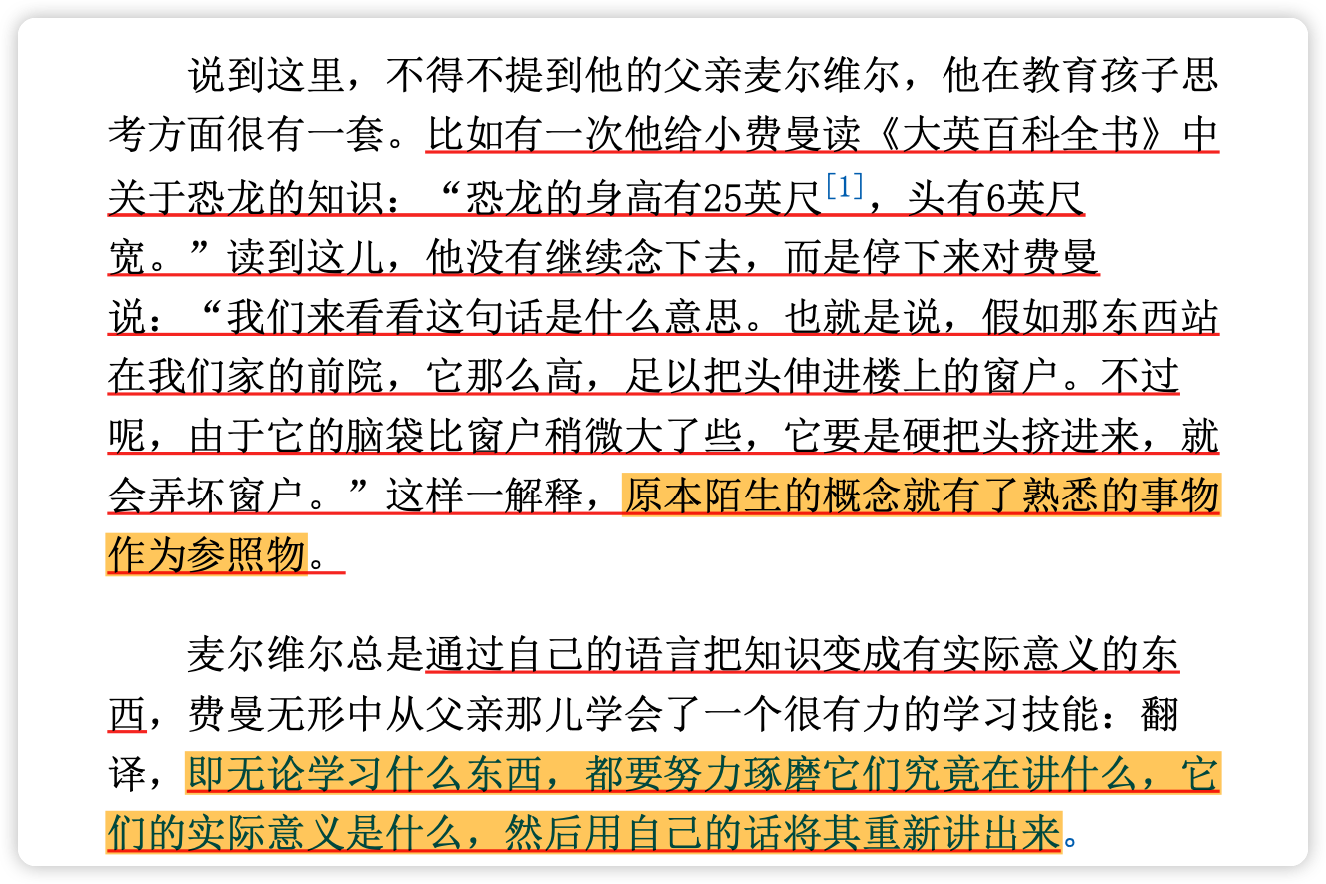 说到这里，不得不提到他的父亲麦尔维尔，他在教育孩子思
考方面很有一套。比如有一次他给小费曼读《大英百科全书》中
关于恐龙的知识：“恐龙的身高有25英尺[1]，头有6英尺
宽。”读到这儿，他没有继续念下去，而是停下来对费曼
说：“我们来看看这句话是什么意思。也就是说，假如那东西站
在我们家的前院，它那么高，足以把头伸进楼上的窗户。不过
呢，由于它的脑袋比窗户稍微大了些，它要是硬把头挤进来，就
会弄坏窗户。”这样一解释，原本陌生的概念就有了熟悉的事物
作为参照物。
麦尔维尔总是通过自己的语言把知识变成有实际意义的东
西，费曼无形中从父亲那儿学会了一个很有力的学习技能：翻
译，即无论学习什么东西，都要努力琢磨它们究竟在讲什么，它
们的实际意义是什么，然后用自己的话将其重新讲出来。